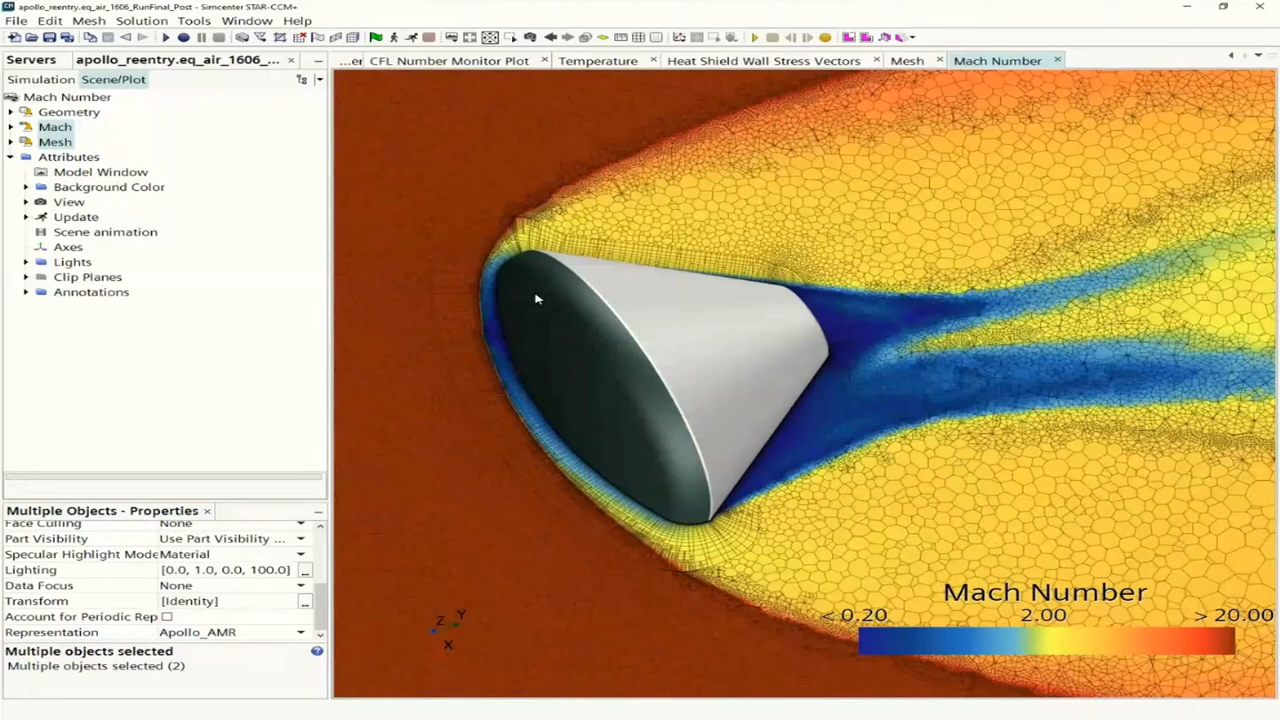 apollo_reentry.eq_air_1606_RunFinal_Post - Simcenter STAR-CCM+
File Edit Mesh Solution Tools Window Help
Servers apollo_reentry.eq_air_1606_... ×
...er CFL Number Monitor Plot × Temperature × Heat Shield Wall Stress Vectors × Mesh × Mach Number ×
Simulation Scene/Plot
Mach Number
Geometry
Mach
Mesh
Attributes
Model Window
Background Color
View
Update
Scene animation
Axes
Lights
Clip Planes
Annotations
Multiple Objects - Properties ×
Face Culling None
Part Visibility Use Part Visibility ...
Specular Highlight Mode Material
Lighting [0.0, 1.0, 0.0, 100.0]
Data Focus None
Transform [Identity]
Account for Periodic Rep
Representation Apollo_AMR
Multiple objects selected
Multiple objects selected (2)
Z Y
X
Mach Number
< 0.20 2.00 > 20.00